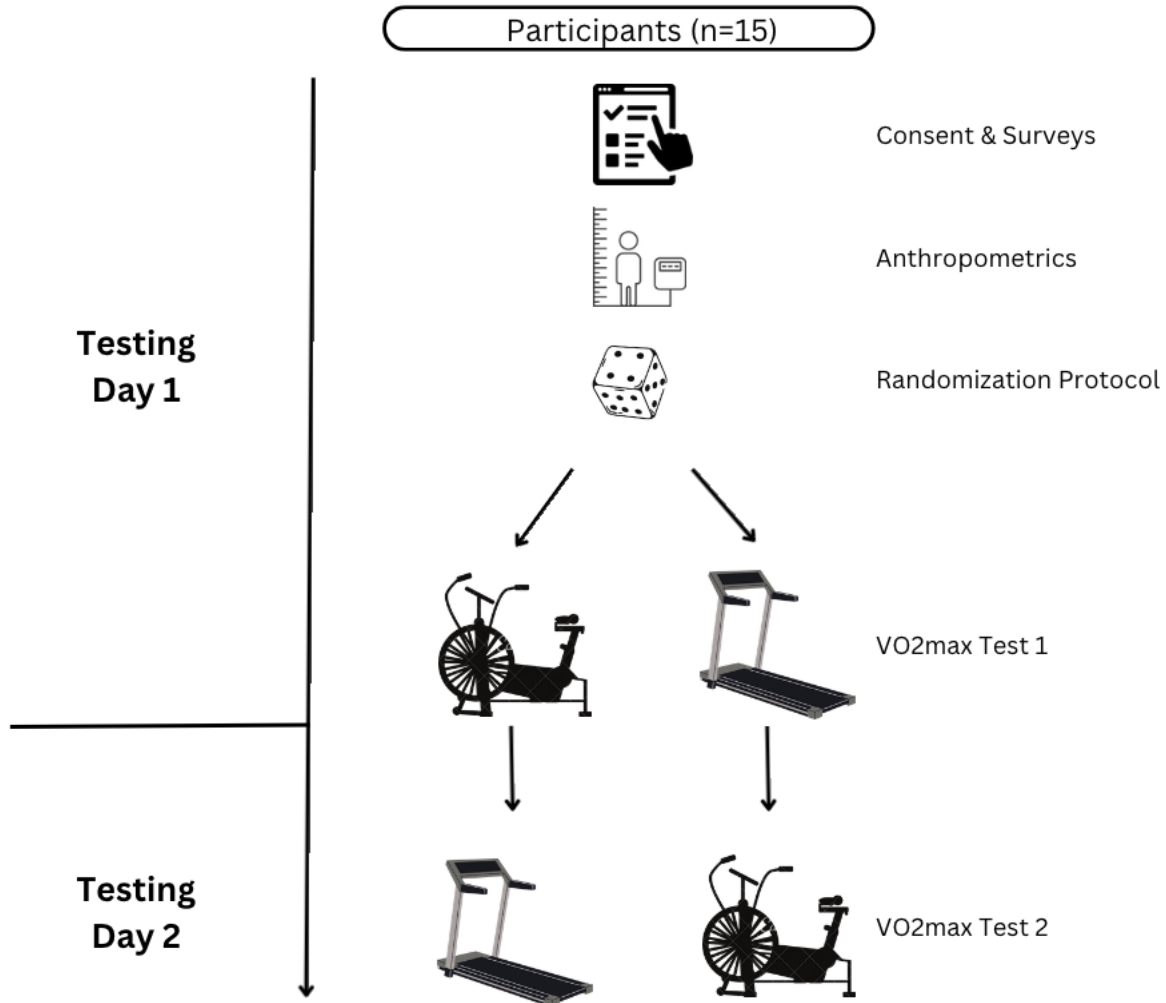 Participants (n=15)
Consent & Surveys
Anthropometrics
Testing
Day 1
Randomization Protocol
VO2max Test 1
Testing
Day 2
VO2max Test 2